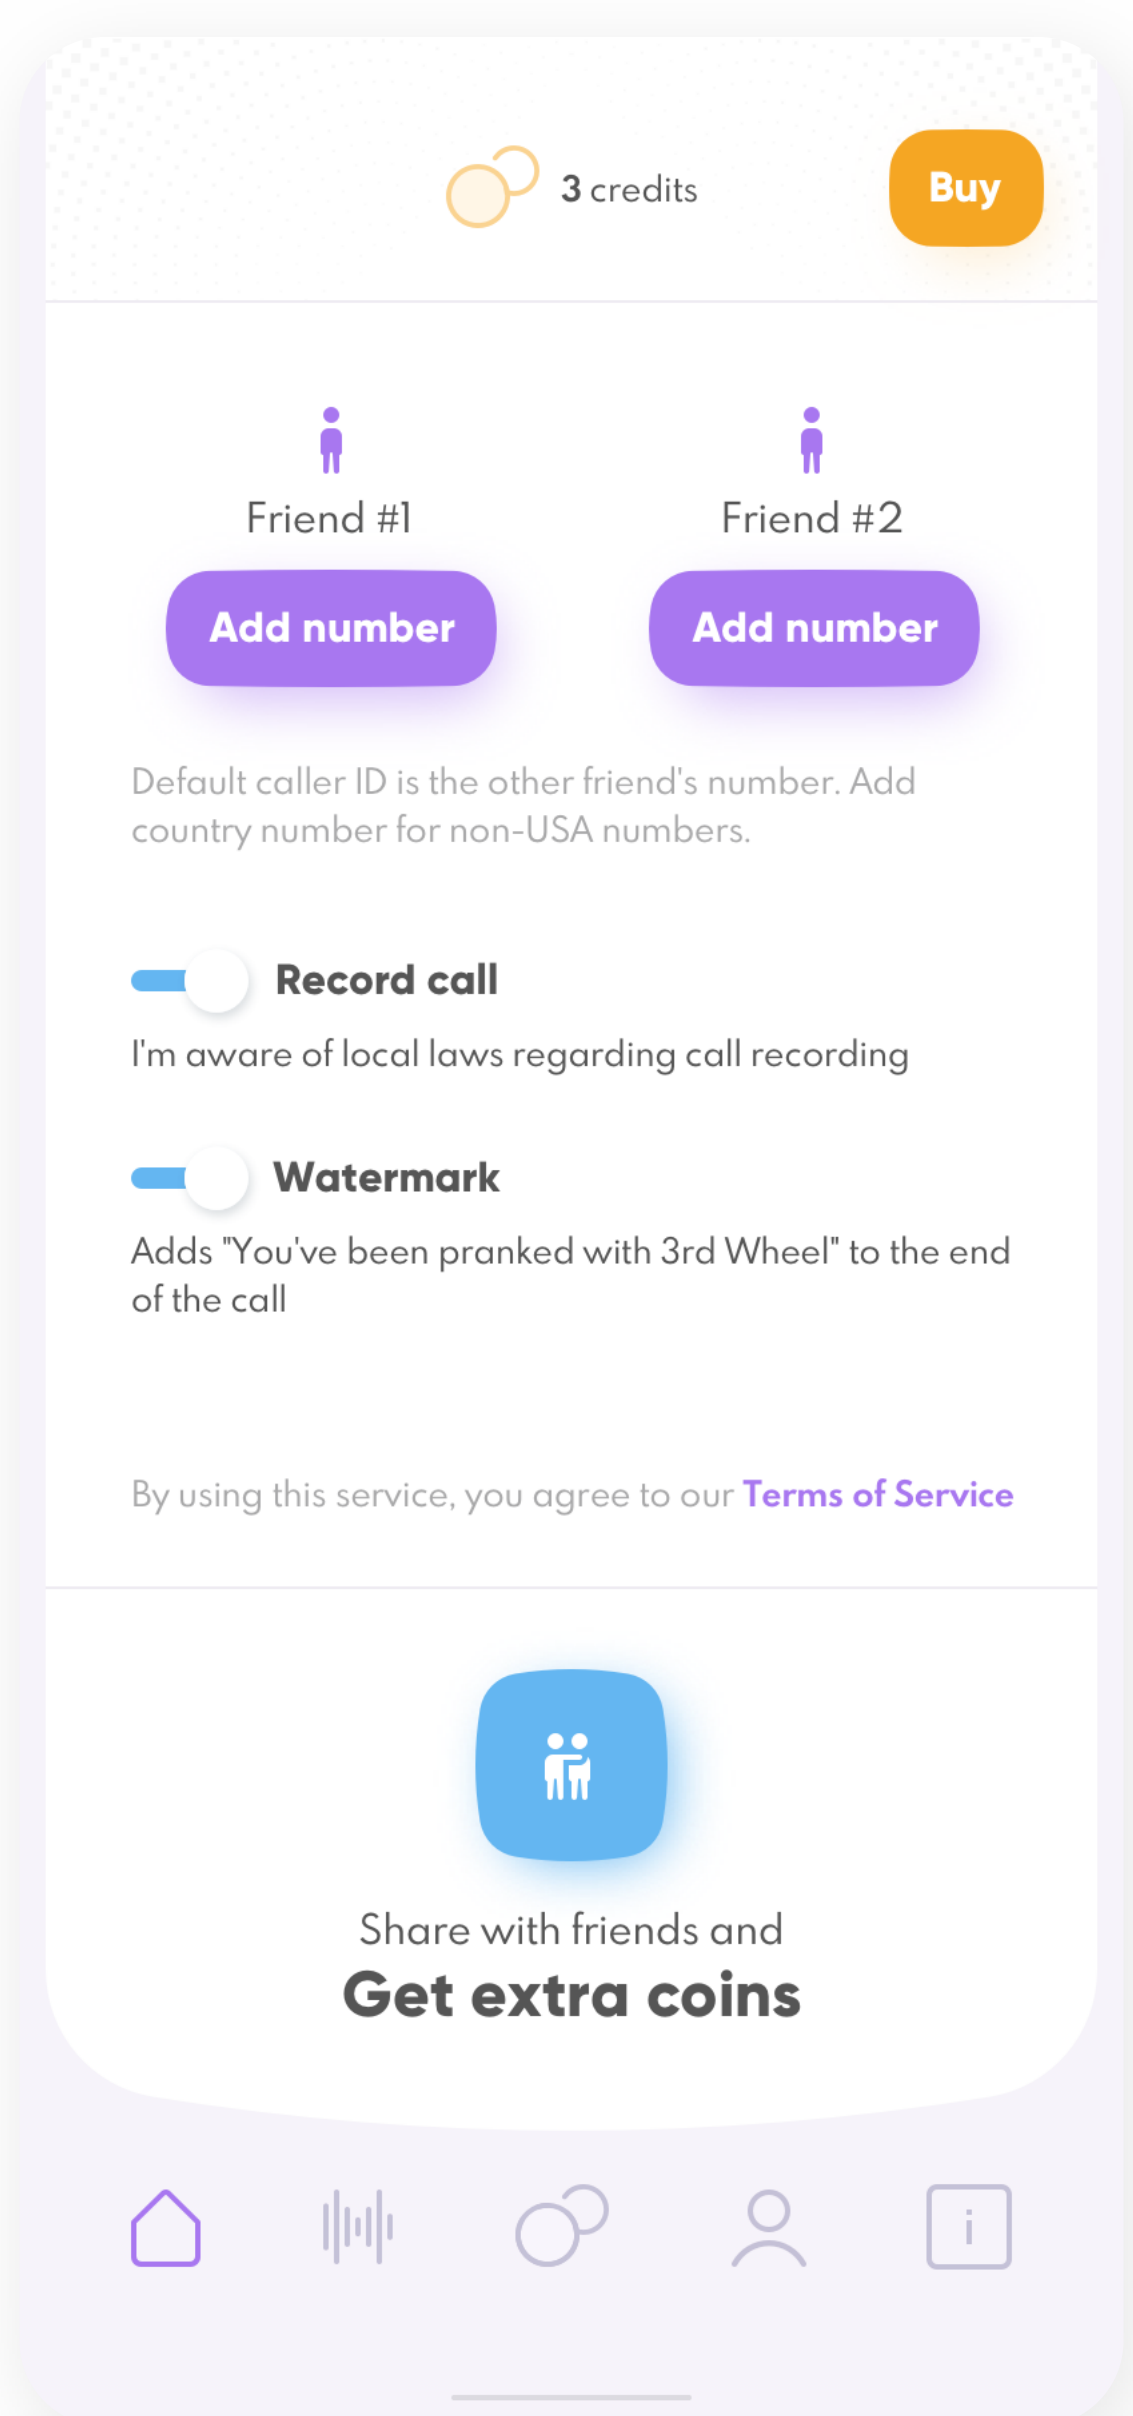 3 credits
Buy
Friend #1
Friend #2
Add number
Add number
Default caller ID is the other friend's number. Add
country number for non-USA numbers.
Record call
I'm aware of local laws regarding call recording
Watermark
Adds "You've been pranked with 3rd Wheel" to the end
of the call
By using this service, you agree to our Terms of Service
Share with friends and
Get extra coins
i